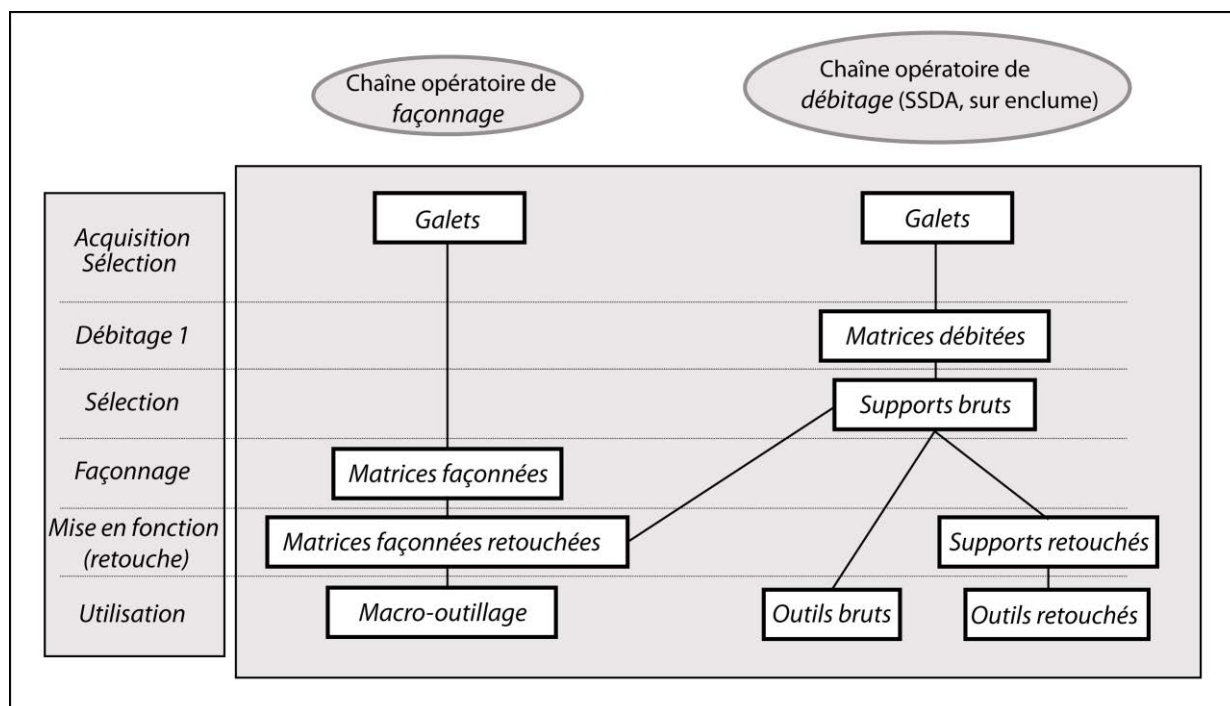 Chaîne opératoire de
façonnage
Chaîne opératoire de
débitage (SSDA, sur enclume)
Acquisition
Sélection
Galets
Galets
Débitage 1
Matrices débitées
Sélection
Supports bruts
Façonnage
Matrices façonnées
Mise en fonction
(retouche)
Matrices façonnées retouchées
Supports retouchés
Utilisation
Macro-outillage
Outils bruts
Outils retouchés